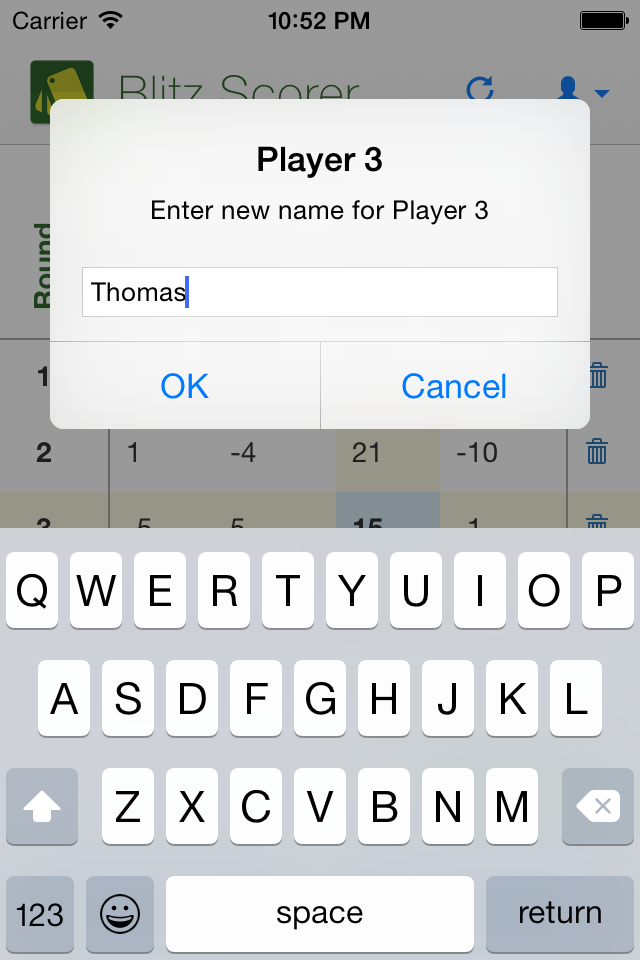 Carrier 10:52 PM
Blitz Scorer
Player 3
Enter new name for Player 3
Round
Thomas
1
OK Cancel
2 1 -4 21 -10
3 -5 5 15 -1
Q W E R T Y U I O P
A S D F G H J K L
Z X C V B N M
123 space return